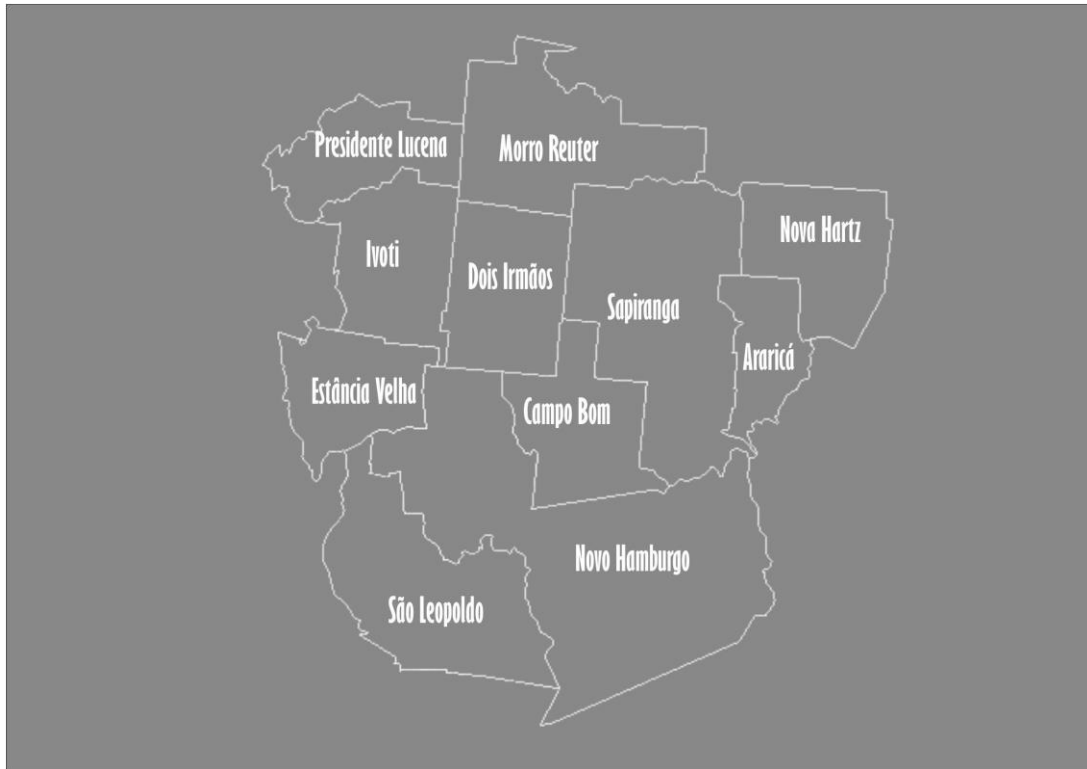 Presidente Lucena
Morro Reuter
Nova Hartz
Ivoti
Dois Irmãos
Sapiranga
Araricá
Estância Velha
Campo Bom
Novo Hamburgo
São Leopoldo